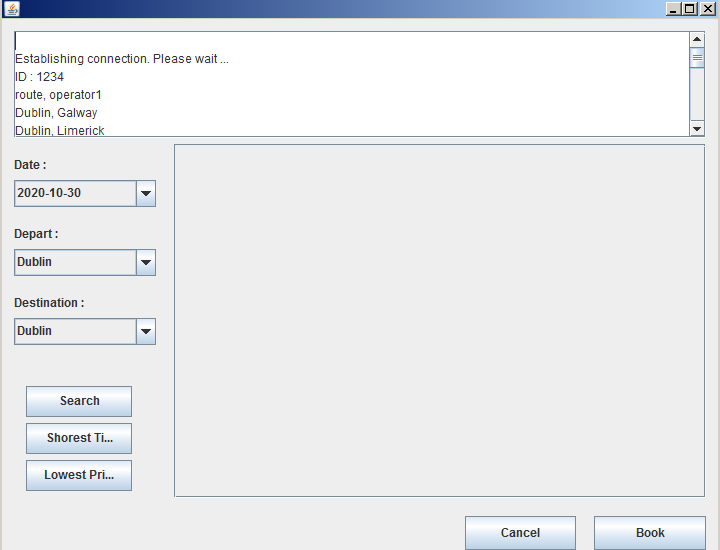 Establishing connection. Please wait ...
ID : 1234
route, operator1
Dublin, Galway
Dublin, Limerick
Date :
2020-10-30
Depart :
Dublin
Destination :
Dublin
Search
Shorest Ti...
Lowest Pri...
Cancel
Book